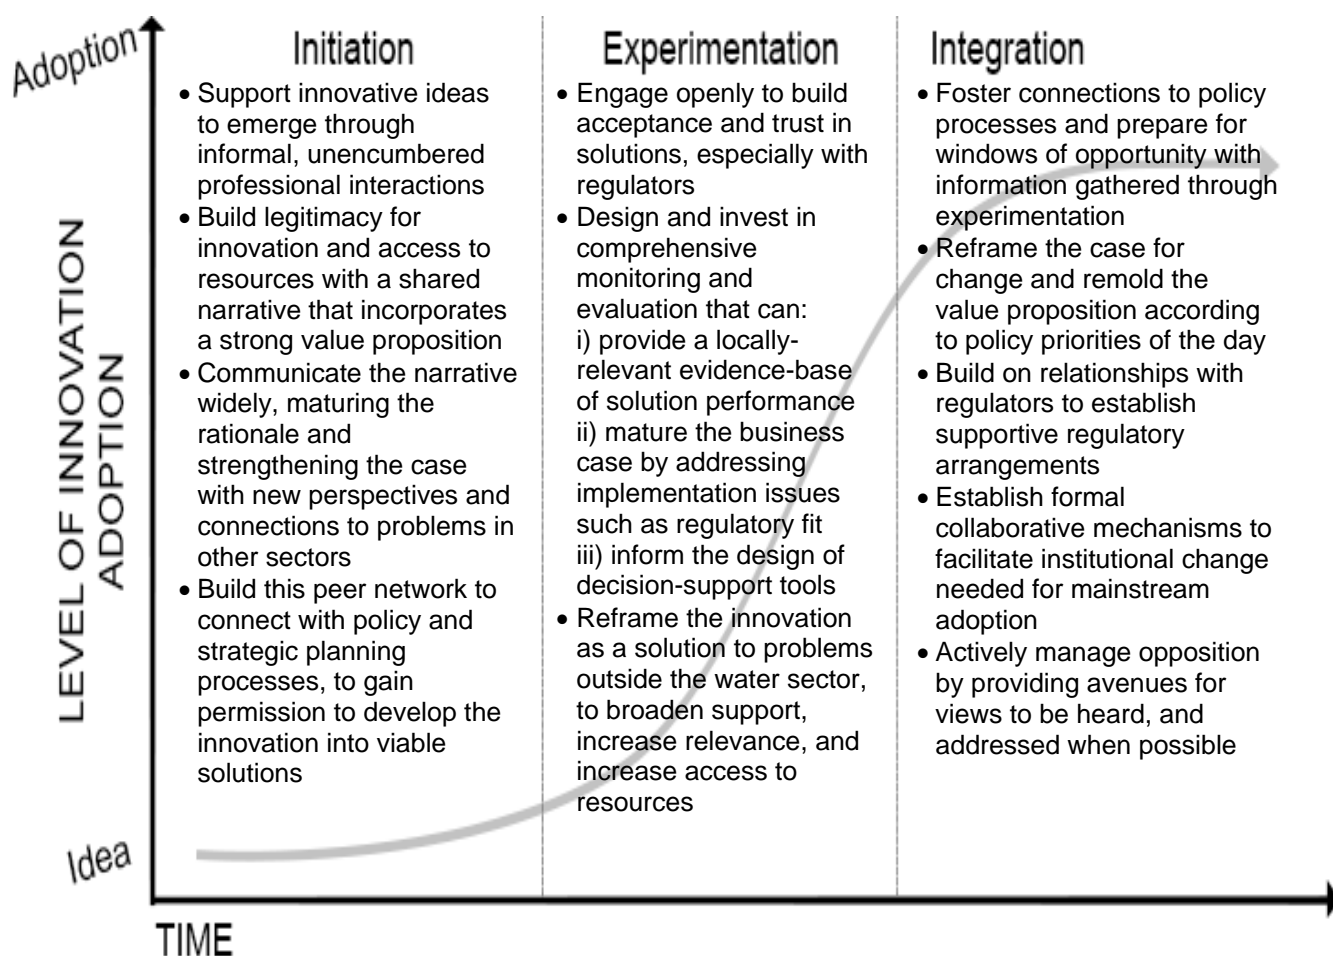 Adoption
LEVEL OF INNOVATION
ADOPTION
Idea
TIME
Initiation
• Support innovative ideas
to emerge through
informal, unencumbered
professional interactions
• Build legitimacy for
innovation and access to
resources with a shared
narrative that incorporates
a strong value proposition
• Communicate the narrative
widely, maturing the
rationale and
strengthening the case
with new perspectives and
connections to problems in
other sectors
• Build this peer network to
connect with policy and
strategic planning
processes, to gain
permission to develop the
innovation into viable
solutions
Experimentation
• Engage openly to build
acceptance and trust in
solutions, especially with
regulators
• Design and invest in
comprehensive
monitoring and
evaluation that can:
i) provide a locally-
relevant evidence-base
of solution performance
ii) mature the business
case by addressing
implementation issues
such as regulatory fit
iii) inform the design of
decision-support tools
• Reframe the innovation
as a solution to problems
outside the water sector,
to broaden support,
increase relevance, and
increase access to
resources
Integration
• Foster connections to policy
processes and prepare for
windows of opportunity with
information gathered through
experimentation
• Reframe the case for
change and remold the
value proposition according
to policy priorities of the day
• Build on relationships with
regulators to establish
supportive regulatory
arrangements
• Establish formal
collaborative mechanisms to
facilitate institutional change
needed for mainstream
adoption
• Actively manage opposition
by providing avenues for
views to be heard, and
addressed when possible